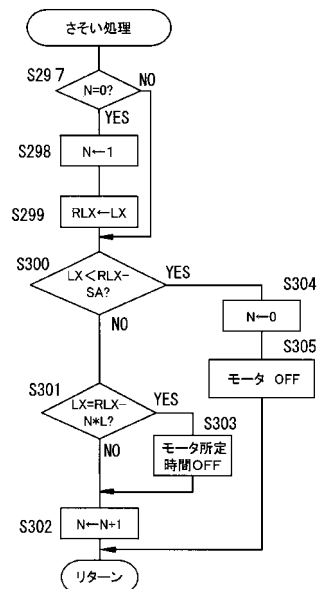 さそい処理
S297
N=0?
NO
YES
S298
N←1
S299
RLX←LX
S300
LX<RLX-
SA?
YES
NO
S304
N←0
S305
モータ OFF
S301
LX=RLX-
N*L?
YES
NO
S303
モータ所定
時間OFF
S302
N←N+1
リターン